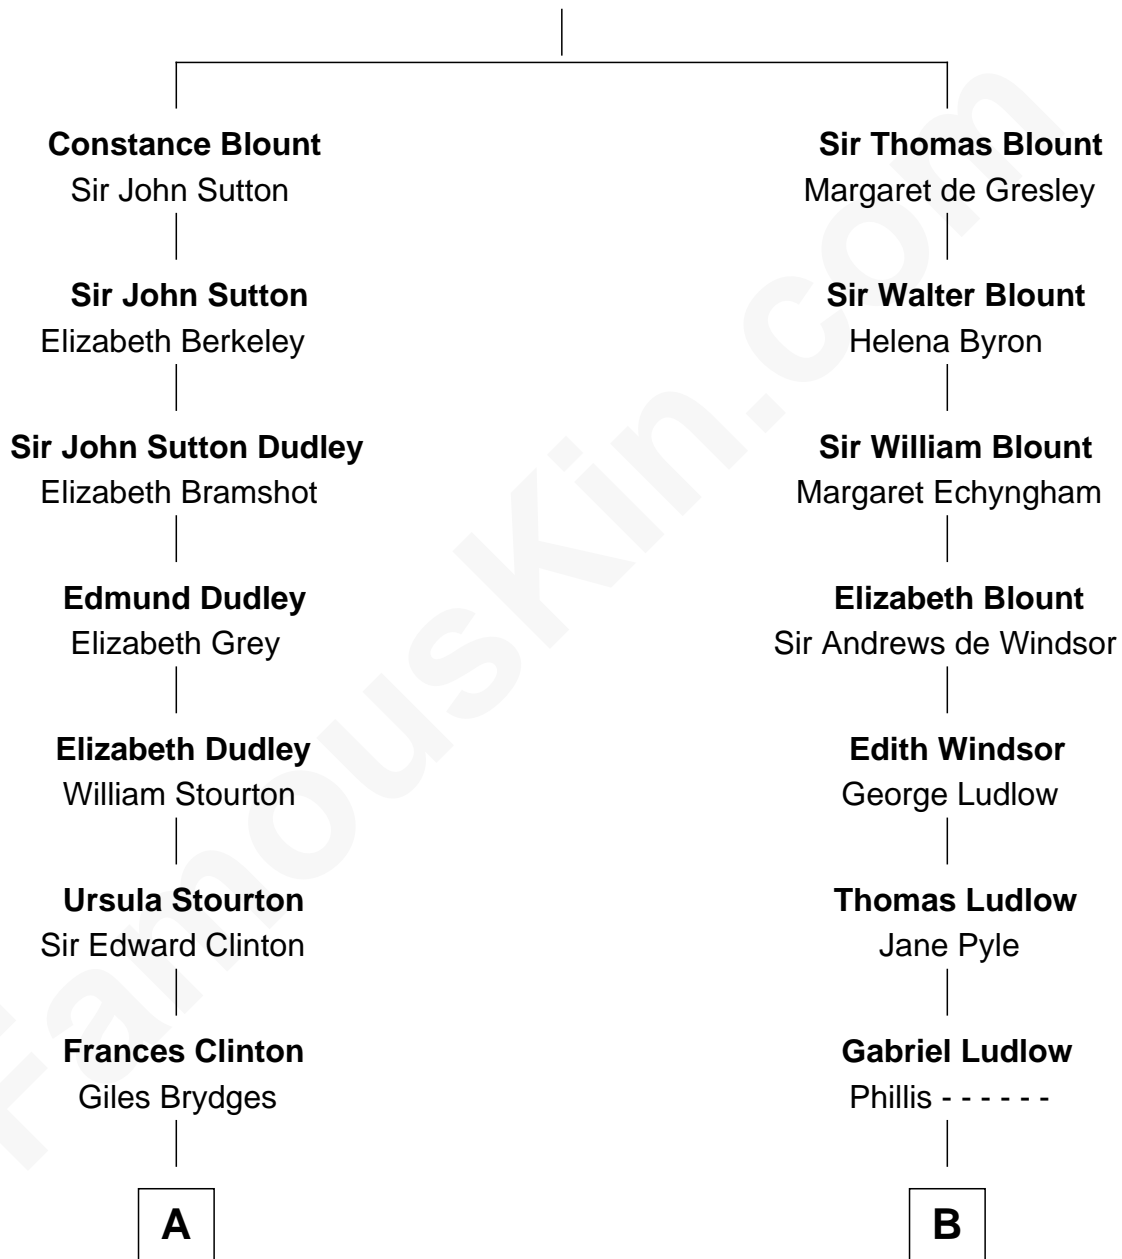 Constance Blount
Sir John Sutton
Sir John Sutton
Elizabeth Berkeley
Sir John Sutton Dudley
Elizabeth Bramshot
Edmund Dudley
Elizabeth Grey
Elizabeth Dudley
William Stourton
Ursula Stourton
Sir Edward Clinton
Frances Clinton
Giles Brydges
A
Sir Thomas Blount
Margaret de Gresley
Sir Walter Blount
Helena Byron
Sir William Blount
Margaret Echyngham
Elizabeth Blount
Sir Andrews de Windsor
Edith Windsor
George Ludlow
Thomas Ludlow
Jane Pyle
Gabriel Ludlow
Phillis - - - - - -
B
FamousKin.com